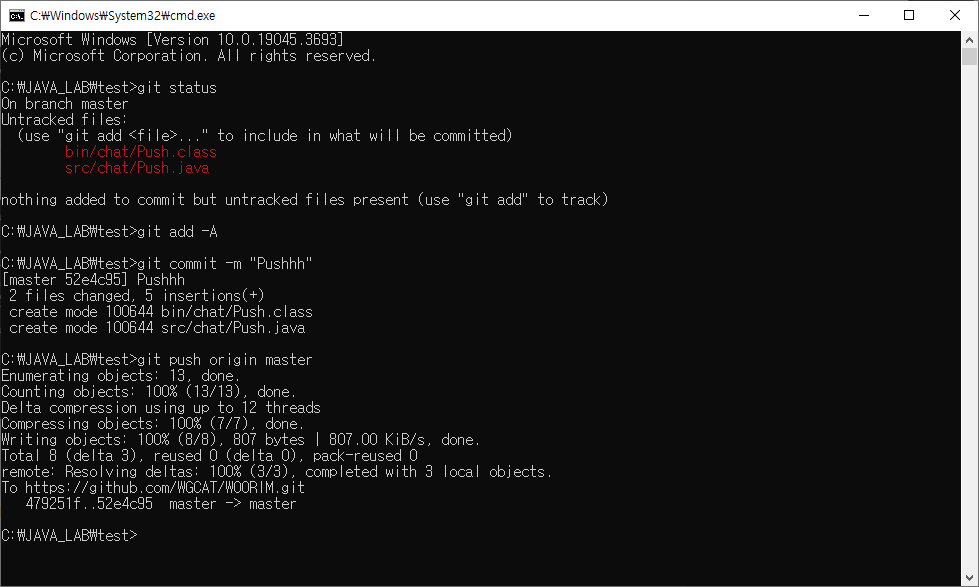 C:₩Windows₩System32₩cmd.exe
Microsoft Windows [Version 10.0.19045.3693]
(c) Microsoft Corporation. All rights reserved.
C:₩JAVA_LAB₩test>git status
On branch master
Untracked files:
  (use "git add <file>..." to include in what will be committed)
        bin/chat/Push.class
        src/chat/Push.java
nothing added to commit but untracked files present (use "git add" to track)
C:₩JAVA_LAB₩test>git add -A
C:₩JAVA_LAB₩test>git commit -m "Pushhh"
[master 52e4c95] Pushhh
 2 files changed, 5 insertions(+)
 create mode 100644 bin/chat/Push.class
 create mode 100644 src/chat/Push.java
C:₩JAVA_LAB₩test>git push origin master
Enumerating objects: 13, done.
Counting objects: 100% (13/13), done.
Delta compression using up to 12 threads
Compressing objects: 100% (7/7), done.
Writing objects: 100% (8/8), 807 bytes | 807.00 KiB/s, done.
Total 8 (delta 3), reused 0 (delta 0), pack-reused 0
remote: Resolving deltas: 100% (3/3), completed with 3 local objects.
To https://github.com/WGCAT/WOORIM.git
   479251f..52e4c95  master -> master
C:₩JAVA_LAB₩test>